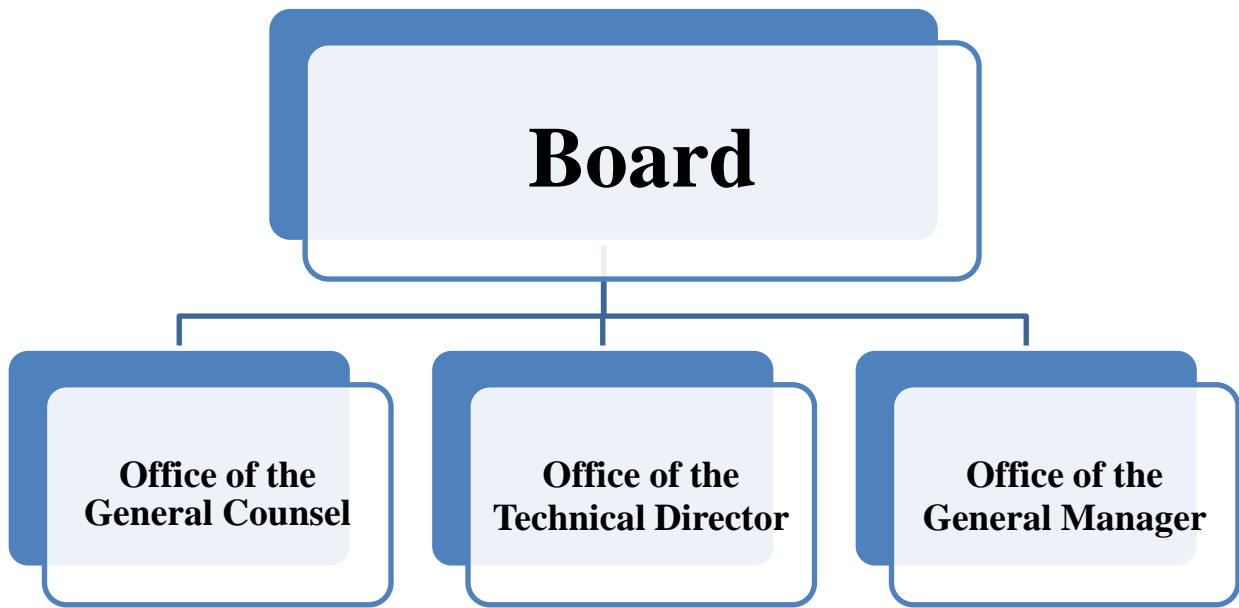 Board
Office of the
General Counsel
Office of the
Technical Director
Office of the
General Manager